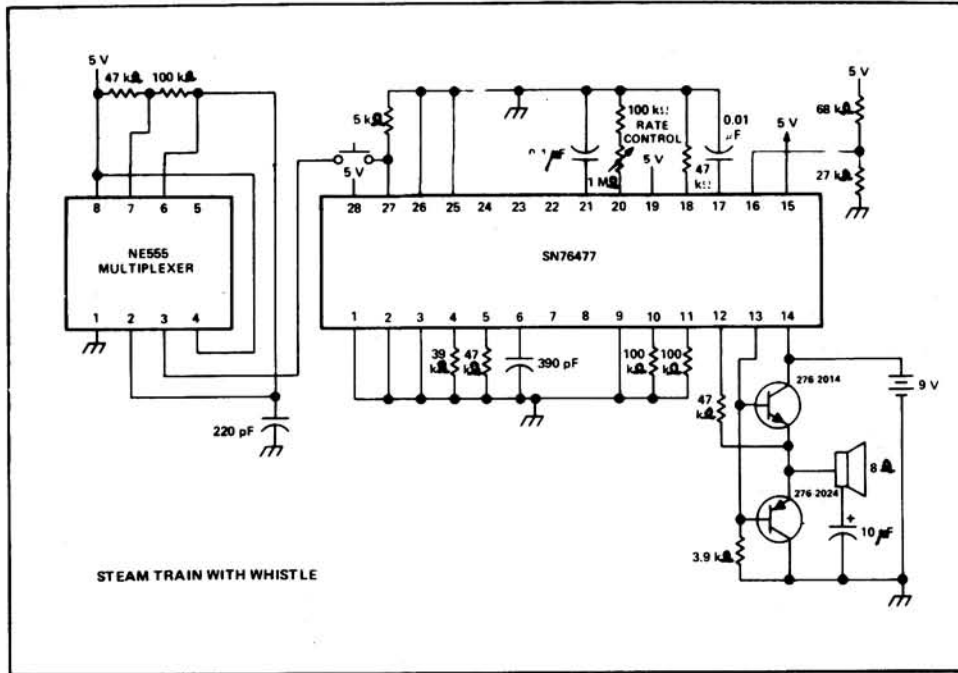 5 V
47 kΩ 100 kΩ
5 kΩ
5 V
100 kΩ
RATE
CONTROL
0.01
μF
5 V
5 V
68 kΩ
27 kΩ
0.1 μF
1 MΩ
5 V
47
kΩ
8 7 6 5
28 27 26 25 24 23 22 21 20 19 18 17 16 15
NE555
MULTIPLEXER
SN76477
1 2 3 4
1 2 3 4 5 6 7 8 9 10 11 12 13 14
39
kΩ
47
kΩ
390 pF
100
kΩ
100
kΩ
47
kΩ
276 2014
9 V
220 pF
8 Ω
276 2024
10 μF
3.9 kΩ
STEAM TRAIN WITH WHISTLE